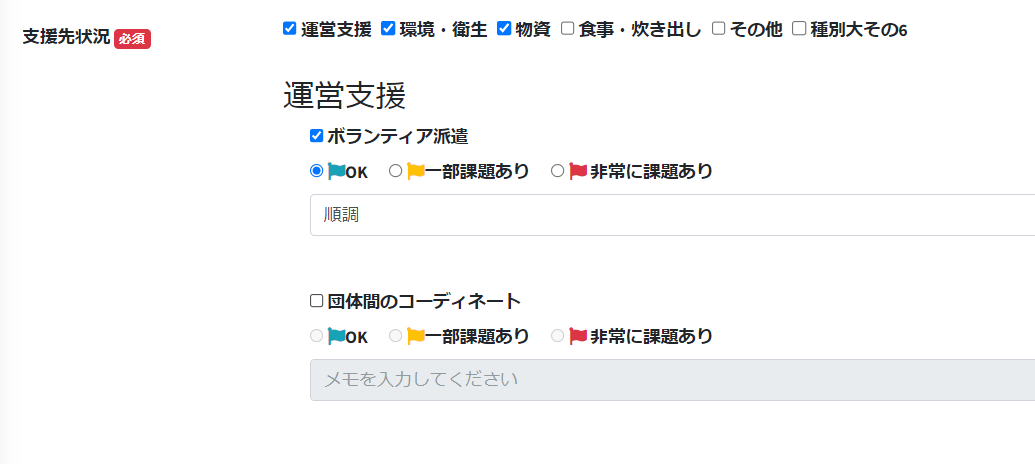 支援先状況 必須
運営支援 環境・衛生 物資 食事・炊き出し その他 種別大その6
運営支援
ボランティア派遣
OK 一部課題あり 非常に課題あり
順調
団体間のコーディネート
OK 一部課題あり 非常に課題あり
メモを入力してください